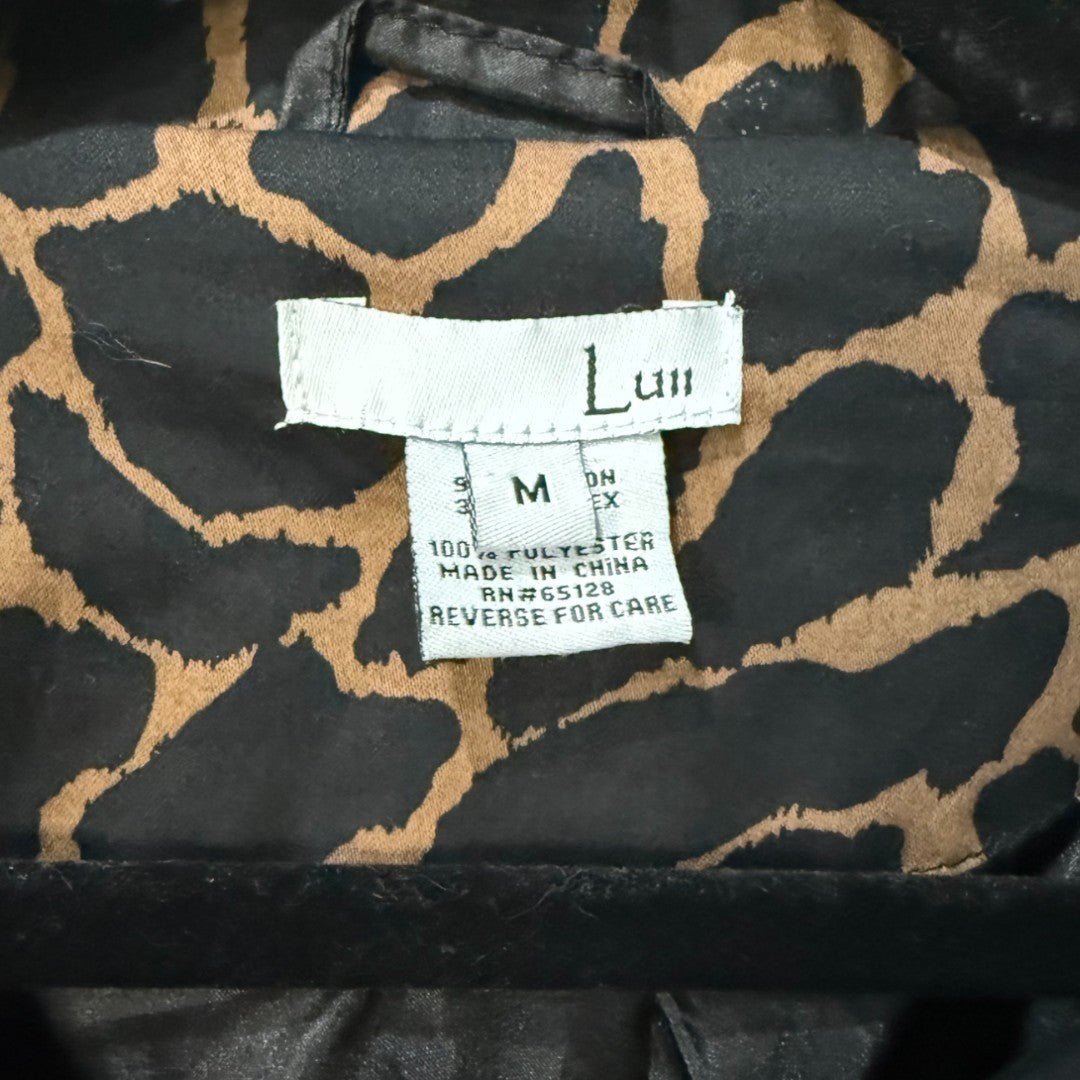 Luii
M
100% POLYESTER
MADE IN CHINA
RN#65128
REVERSE FOR CARE